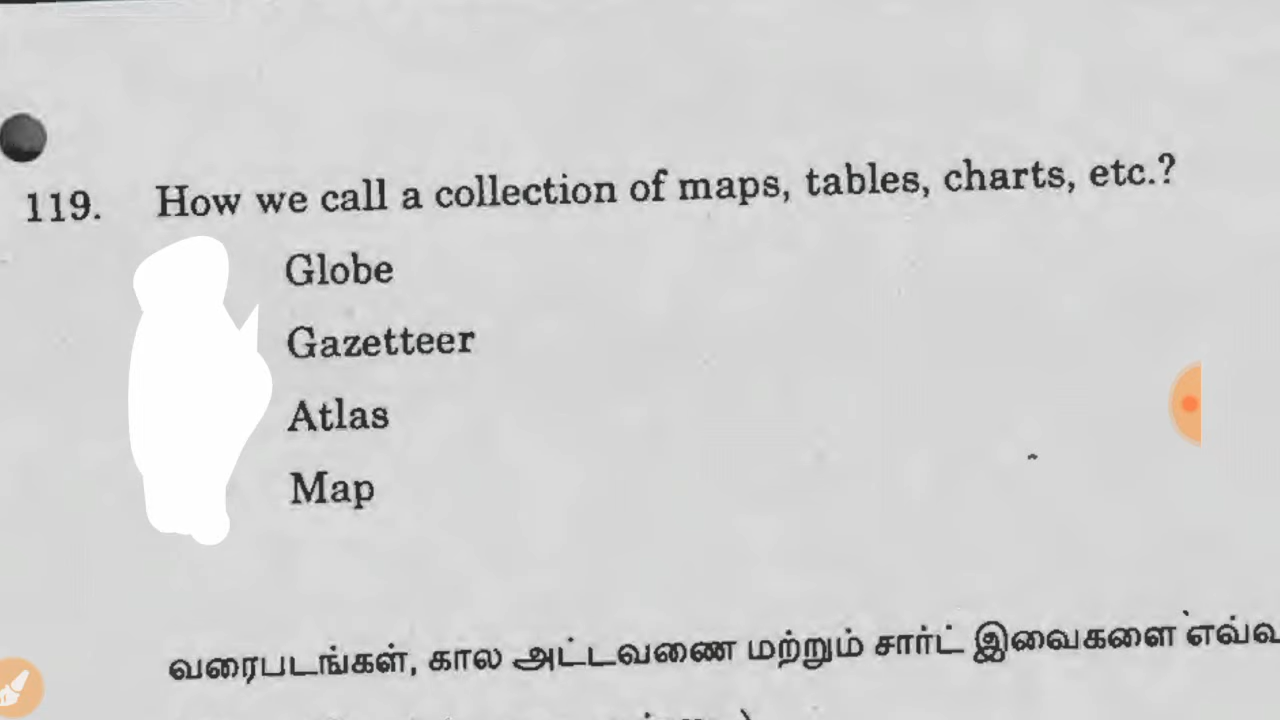 119. How we call a collection of maps, tables, charts, etc.?
Globe
Gazetteer
Atlas
Map
வரைபடங்கள், கால அட்டவணை மற்றும் சார்ட் இவைகளை